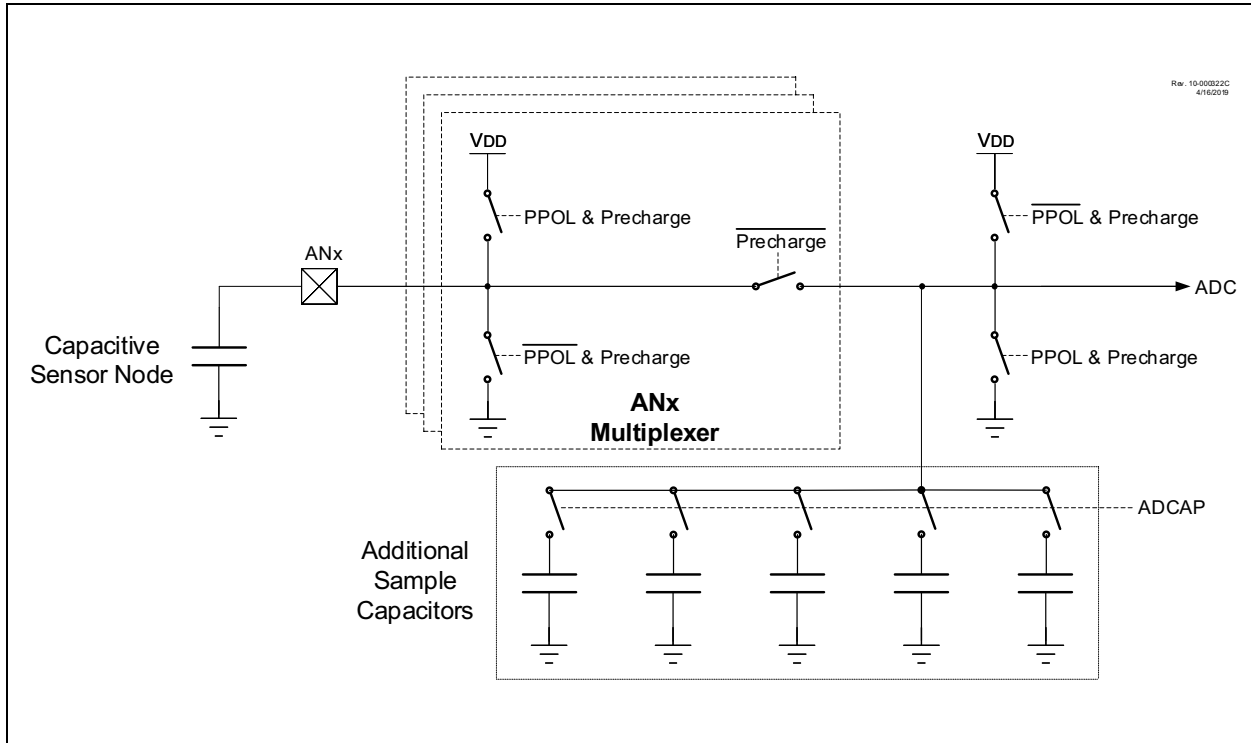 Rev. 10-000322C
4/16/2019
VDD
VDD
PPOL & Precharge
PPOL & Precharge
Precharge
ANx
ADC
Capacitive
Sensor Node
PPOL & Precharge
PPOL & Precharge
ANx
Multiplexer
ADCAP
Additional
Sample
Capacitors